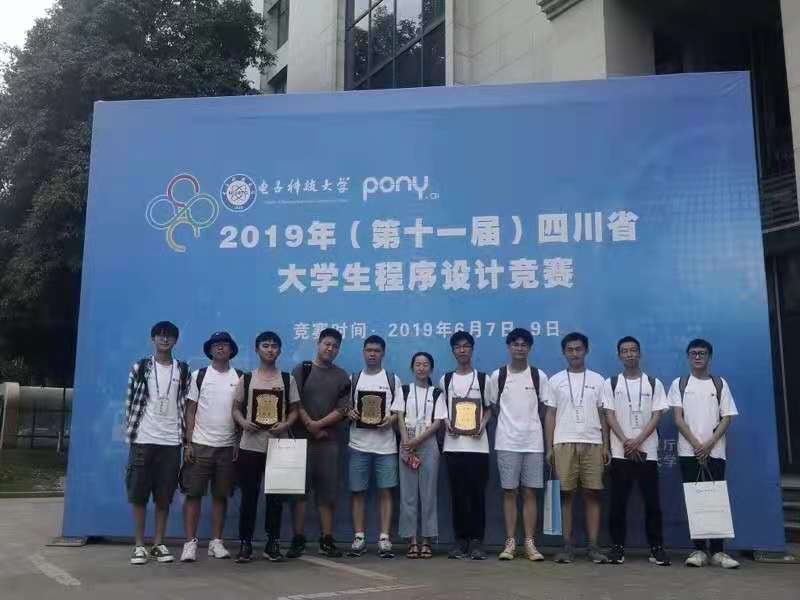 电子科技大学 pony.ai
2019年（第十一届）四川省
大学生程序设计竞赛
竞赛时间：2019年6月7日-9日